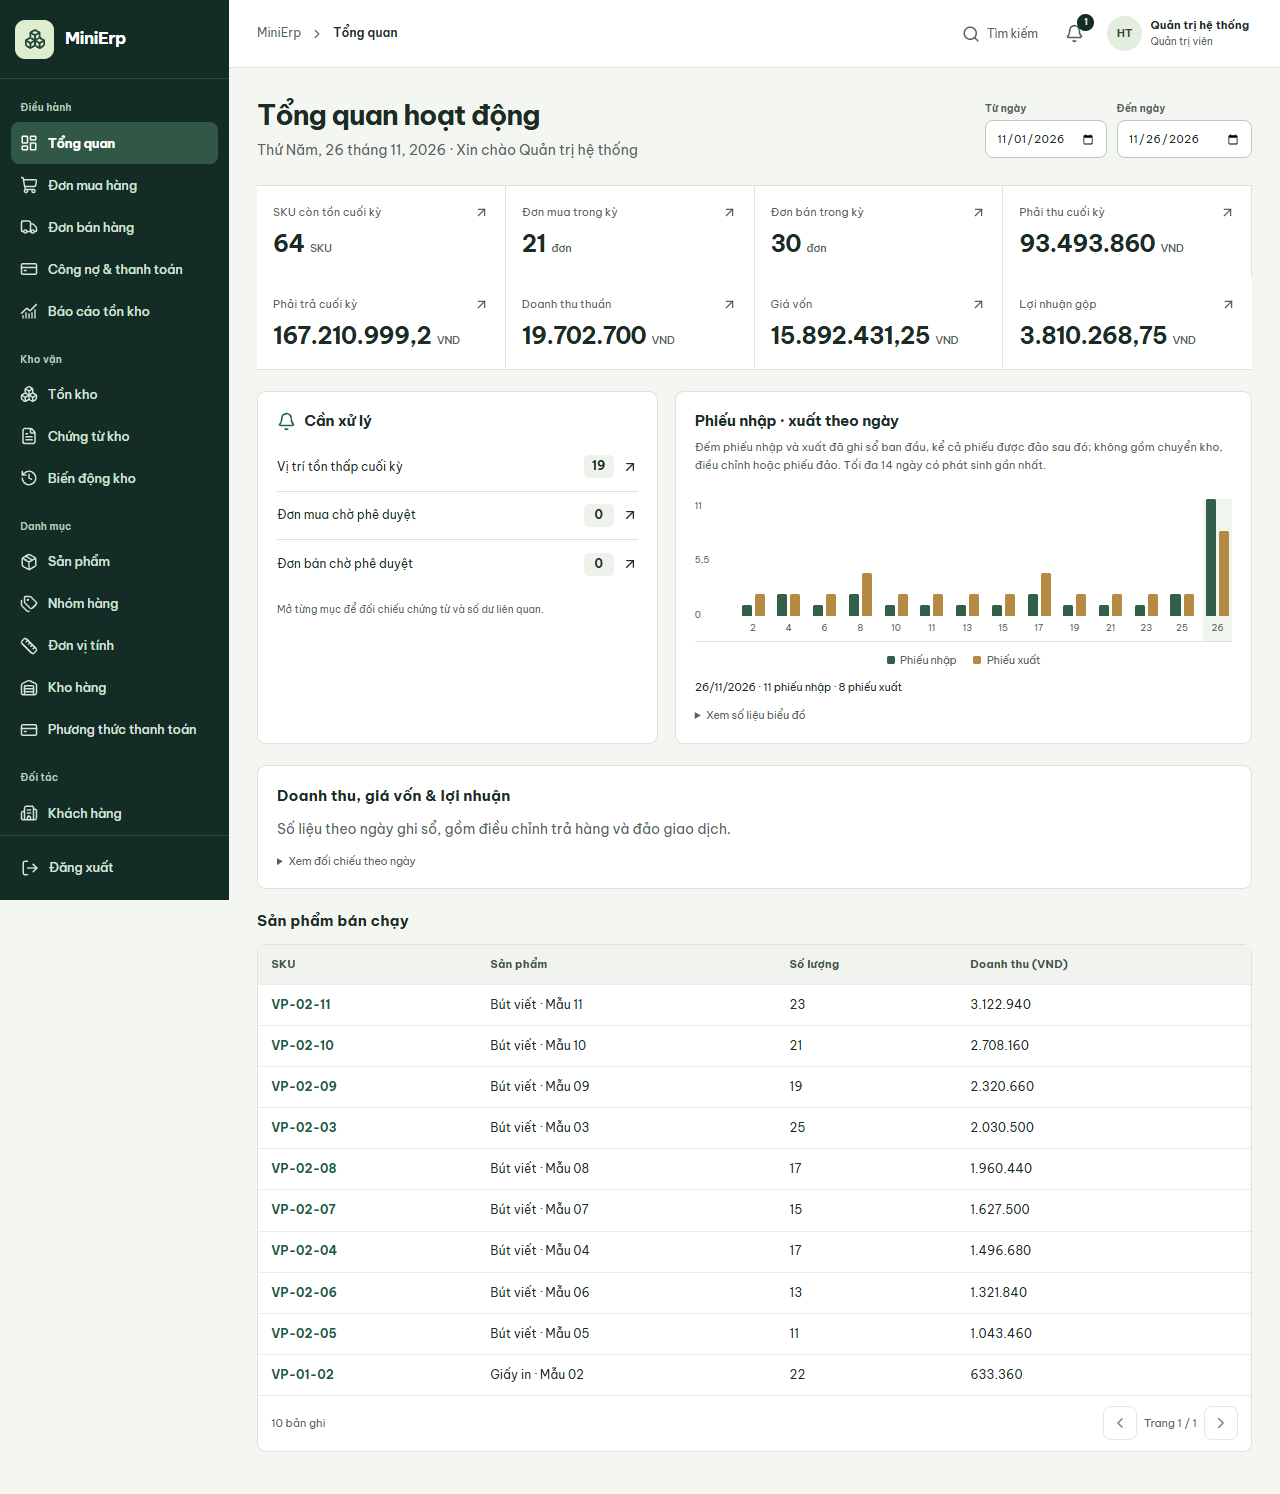 MiniErp
Điều hành
Tổng quan
Đơn mua hàng
Đơn bán hàng
Công nợ & thanh toán
Báo cáo tồn kho
Kho vận
Tồn kho
Chứng từ kho
Biến động kho
Danh mục
Sản phẩm
Nhóm hàng
Đơn vị tính
Kho hàng
Phương thức thanh toán
Đối tác
Khách hàng
Đăng xuất
MiniErp > Tổng quan
Tìm kiếm
1
HT
Quản trị hệ thống
Quản trị viên
Tổng quan hoạt động
Thứ Năm, 26 tháng 11, 2026 · Xin chào Quản trị hệ thống
Từ ngày
11/01/2026
Đến ngày
11/26/2026
SKU còn tồn cuối kỳ
64 SKU
Đơn mua trong kỳ
21 đơn
Đơn bán trong kỳ
30 đơn
Phải thu cuối kỳ
93.493.860 VND
Phải trả cuối kỳ
167.210.999,2 VND
Doanh thu thuần
19.702.700 VND
Giá vốn
15.892.431,25 VND
Lợi nhuận gộp
3.810.268,75 VND
Cần xử lý
Vị trí tồn thấp cuối kỳ 19
Đơn mua chờ phê duyệt 0
Đơn bán chờ phê duyệt 0
Mở từng mục để đối chiếu chứng từ và số dư liên quan.
Phiếu nhập · xuất theo ngày
Đếm phiếu nhập và xuất đã ghi sổ ban đầu, kể cả phiếu được đảo sau đó; không gồm chuyển kho,
điều chỉnh hoặc phiếu đảo. Tối đa 14 ngày có phát sinh gần nhất.
11
5,5
0
2 4 6 8 10 11 13 15 17 19 21 23 25 26
Phiếu nhập Phiếu xuất
26/11/2026 · 11 phiếu nhập · 8 phiếu xuất
Xem số liệu biểu đồ
Doanh thu, giá vốn & lợi nhuận
Số liệu theo ngày ghi sổ, gồm điều chỉnh trả hàng và đảo giao dịch.
Xem đối chiếu theo ngày
Sản phẩm bán chạy
SKU Sản phẩm Số lượng Doanh thu (VND)
VP-02-11 Bút viết · Mẫu 11 23 3.122.940
VP-02-10 Bút viết · Mẫu 10 21 2.708.160
VP-02-09 Bút viết · Mẫu 09 19 2.320.660
VP-02-03 Bút viết · Mẫu 03 25 2.030.500
VP-02-08 Bút viết · Mẫu 08 17 1.960.440
VP-02-07 Bút viết · Mẫu 07 15 1.627.500
VP-02-04 Bút viết · Mẫu 04 17 1.496.680
VP-02-06 Bút viết · Mẫu 06 13 1.321.840
VP-02-05 Bút viết · Mẫu 05 11 1.043.460
VP-01-02 Giấy in · Mẫu 02 22 633.360
10 bản ghi
Trang 1 / 1